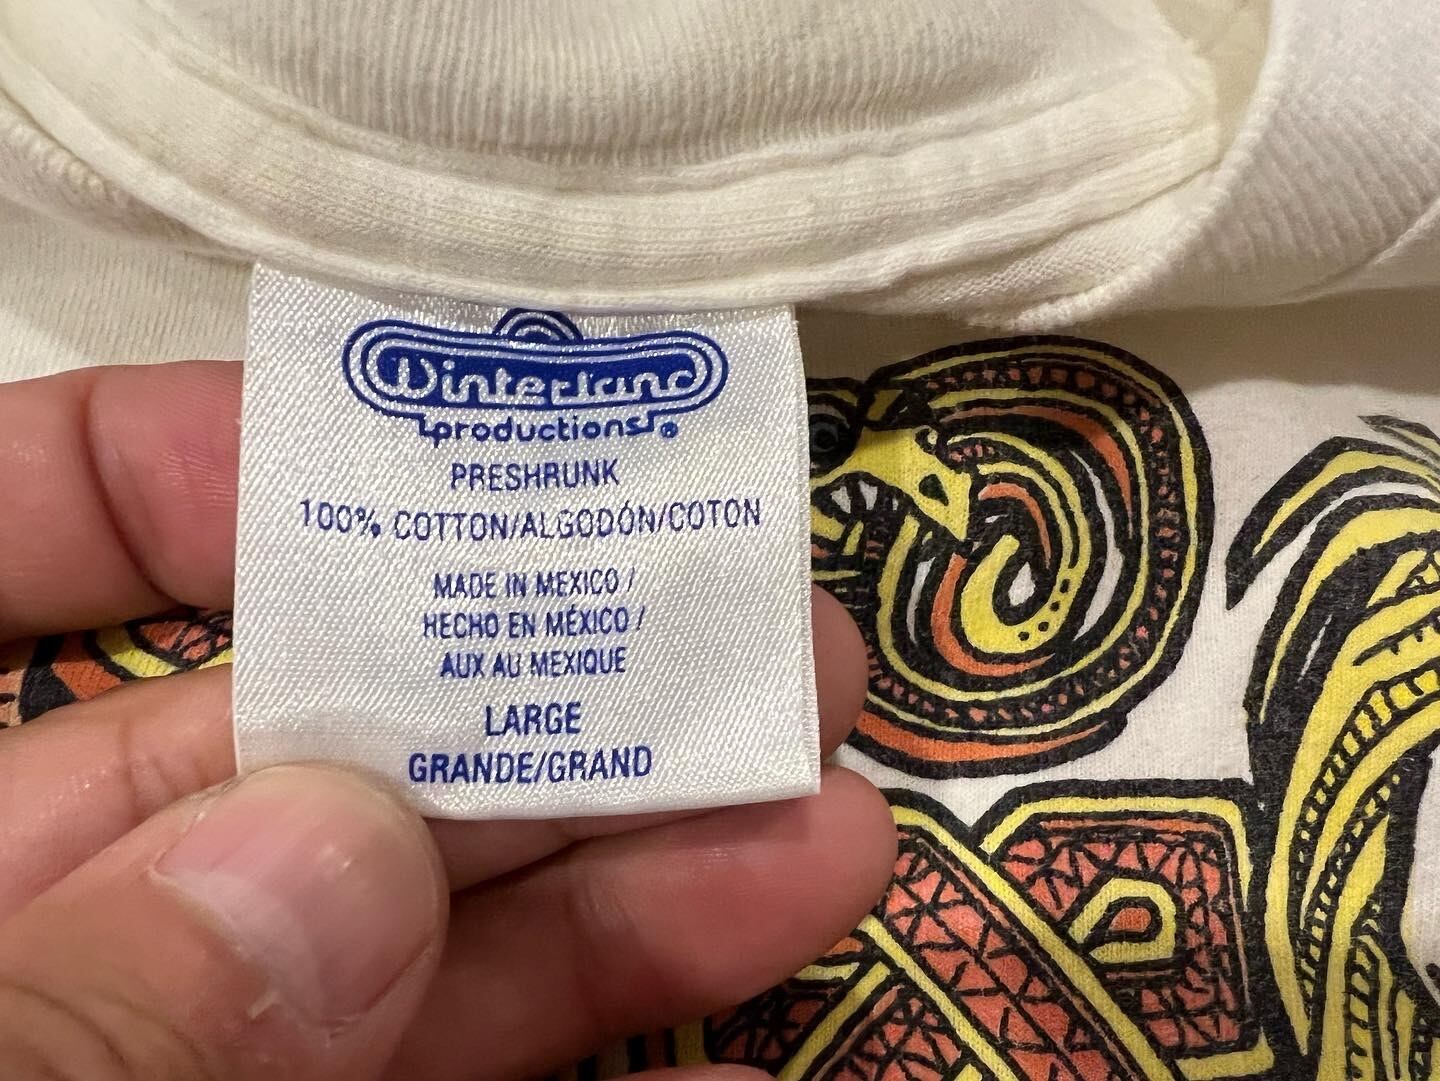 Winterland
productions®
PRESHRUNK
100% COTTON/ALGODÓN/COTON
MADE IN MEXICO /
HECHO EN MÉXICO /
AUX AU MEXIQUE
LARGE
GRANDE/GRAND